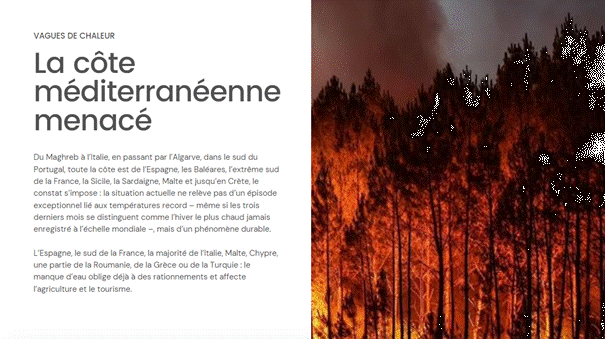 VAGUES DE CHALEUR
La côte
méditerranéenne
menacé
Du Maghreb à l'Italie, en passant par l'Algarve, dans le sud du
Portugal, toute la côte est de l'Espagne, les Baléares, l'extrême sud
de la France, la Sicile, la Sardaigne, Malte et jusqu'en Crète, le
constat s'impose : la situation actuelle ne relève pas d'un épisode
exceptionnel lié aux températures record – même si les trois
derniers mois se distinguent comme l'hiver le plus chaud jamais
enregistré à l'échelle mondiale –, mais d'un phénomène durable.
L'Espagne, le sud de la France, la majorité de l'Italie, Malte, Chypre,
une partie de la Roumanie, de la Grèce ou de la Turquie : le
manque d'eau oblige déjà à des rationnements et affecte
l'agriculture et le tourisme.